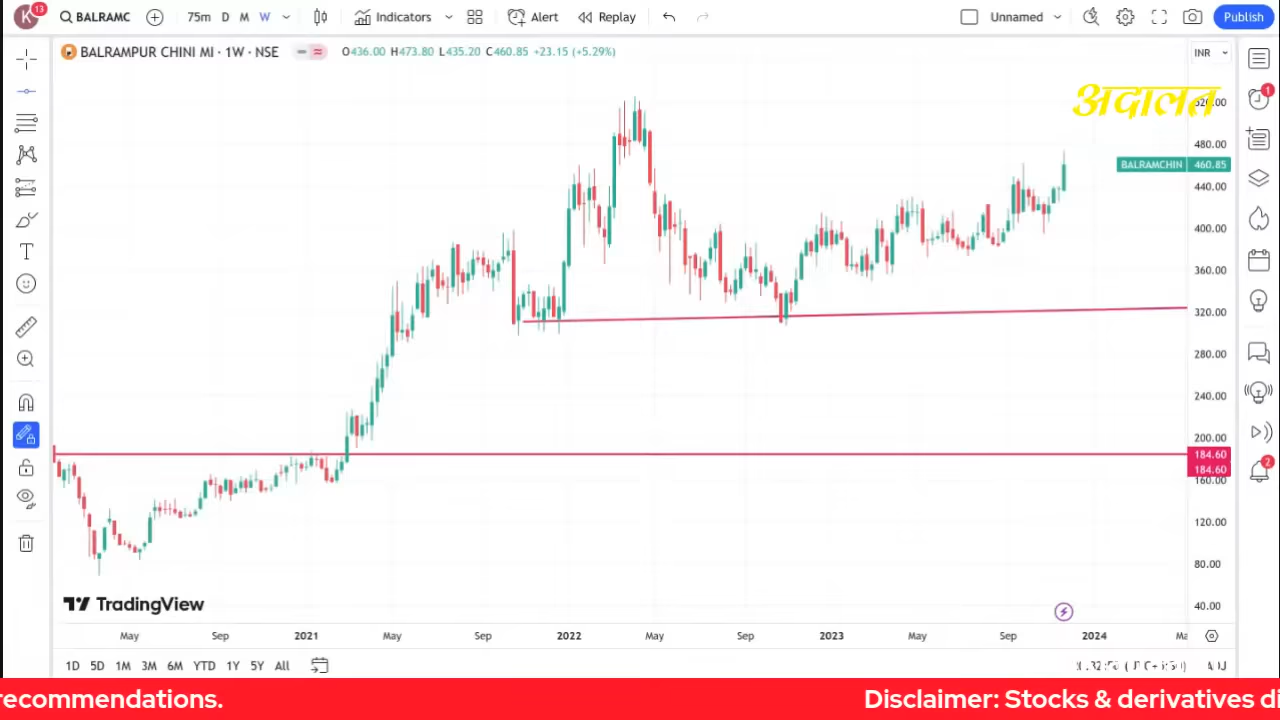 K 13 BALRAMC 75m D M W Indicators Alert Replay Unnamed Publish
BALRAMPUR CHINI MI · 1W · NSE O436.00 H473.80 L435.20 C460.85 +23.15 (+5.29%) INR
अदालत
1
480.00
BALRAMCHIN 460.85
440.00
400.00
360.00
320.00
280.00
240.00
200.00
184.60
184.60
2
160.00
120.00
80.00
TradingView
40.00
May Sep 2021 May Sep 2022 May Sep 2023 May Sep 2024
1D 5D 1M 3M 6M YTD 1Y 5Y All
recommendations. Disclaimer: Stocks & derivatives